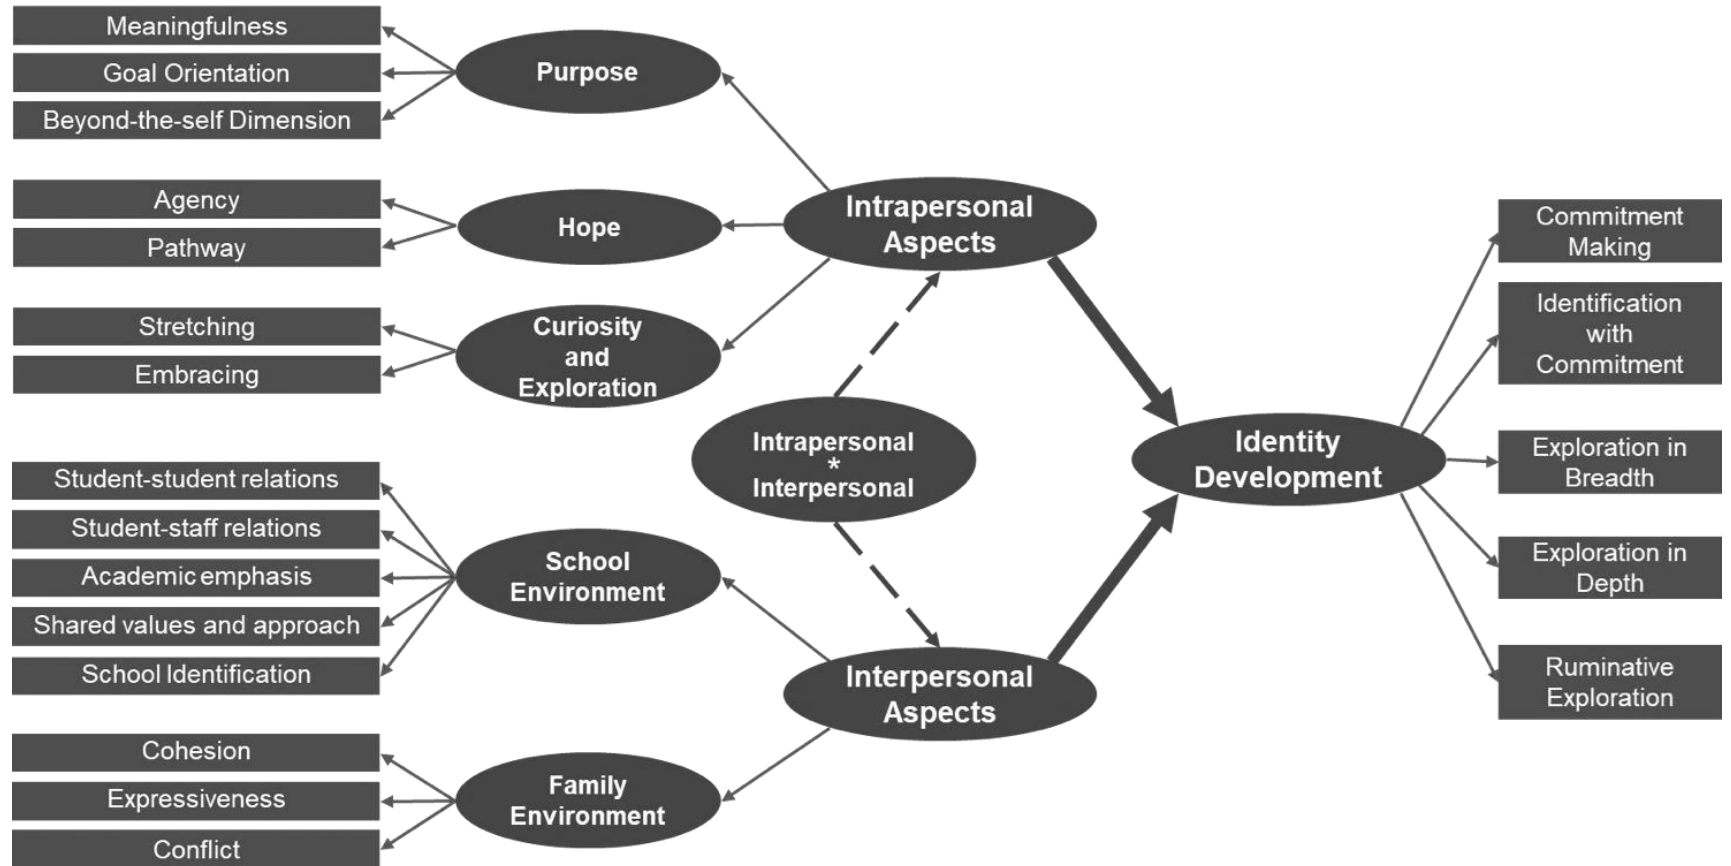 Meaningfulness
Goal Orientation
Beyond-the-self Dimension
Purpose
Agency
Pathway
Hope
Stretching
Embracing
Curiosity
and
Exploration
Intrapersonal
Aspects
Intrapersonal
*
Interpersonal
Student-student relations
Student-staff relations
Academic emphasis
Shared values and approach
School Identification
School
Environment
Cohesion
Expressiveness
Conflict
Family
Environment
Interpersonal
Aspects
Identity
Development
Commitment
Making
Identification
with
Commitment
Exploration in
Breadth
Exploration in
Depth
Ruminative
Exploration